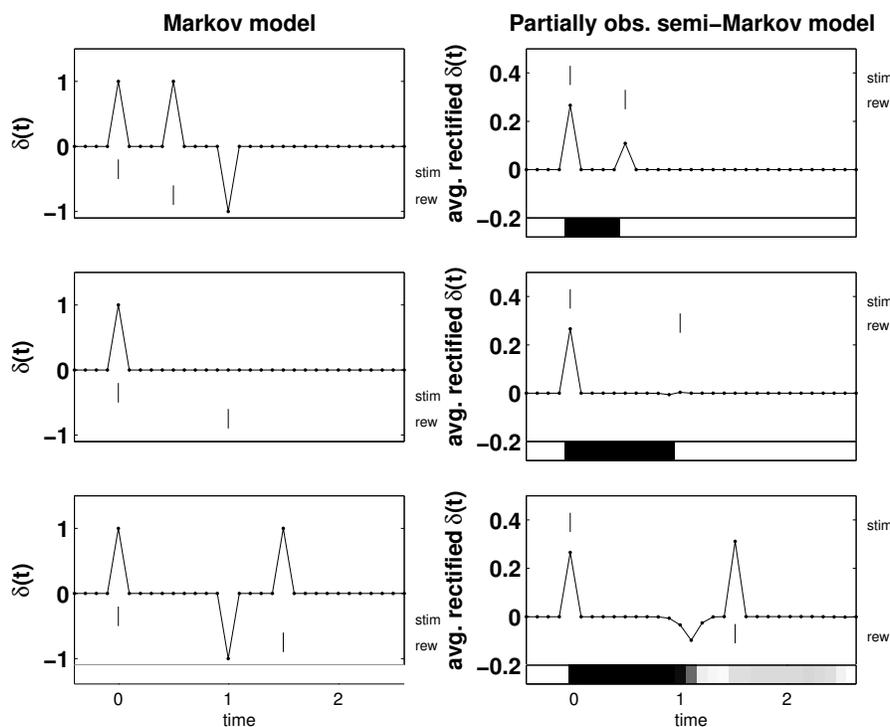 Markov model
Partially obs. semi−Markov model
δ(t)
1
0
−1
stim
rew
avg. rectified δ(t)
0.4
0.2
0
−0.2
stim
rew
δ(t)
1
0
−1
stim
rew
avg. rectified δ(t)
0.4
0.2
0
−0.2
stim
rew
δ(t)
1
0
−1
stim
rew
0
1
2
time
avg. rectified δ(t)
0.4
0.2
0
−0.2
stim
rew
0
1
2
time